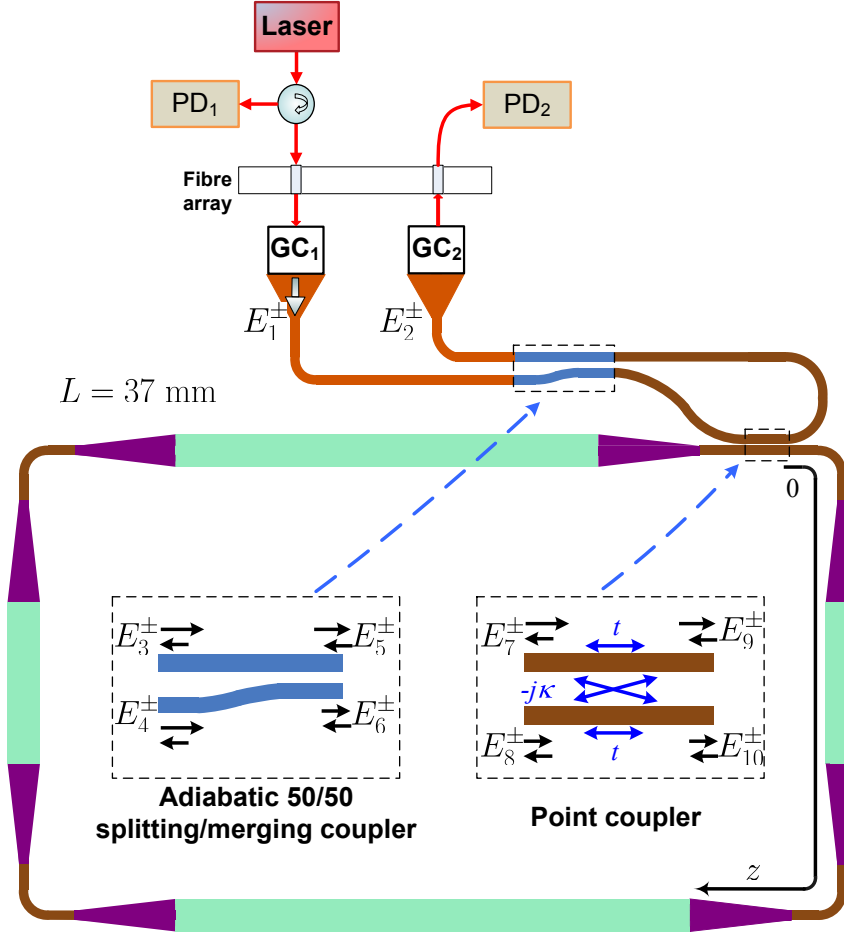 Laser
PD₁
PD₂
Fibre
array
GC₁
GC₂
E₁±
E₂±
L = 37 mm
0
E₃±
E₅±
E₄±
E₆±
E₇±
t
E₉±
-jκ
E₈±
t
E₁₀±
Adiabatic 50/50
splitting/merging coupler
Point coupler
z